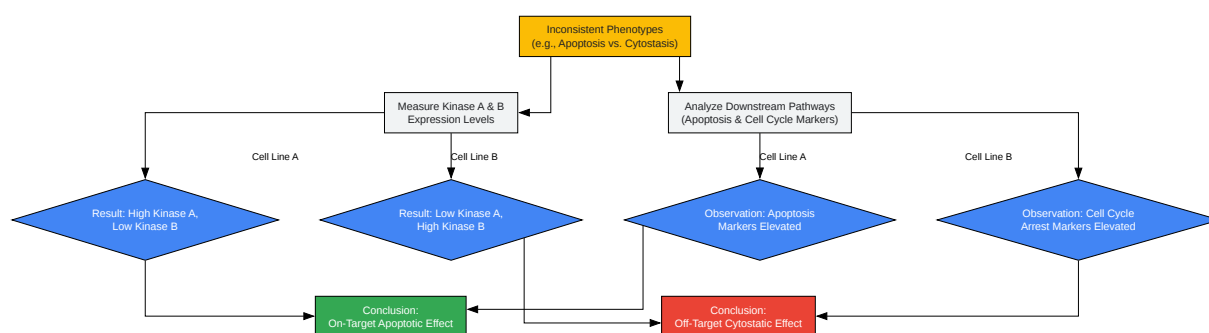 Inconsistent Phenotypes
(e.g., Apoptosis vs. Cytostasis)
Measure Kinase A & B
Expression Levels
Analyze Downstream Pathways
(Apoptosis & Cell Cycle Markers)
Cell Line A
Cell Line B
Cell Line A
Cell Line B
Result: High Kinase A,
Low Kinase B
Result: Low Kinase A,
High Kinase B
Observation: Apoptosis
Markers Elevated
Observation: Cell Cycle
Arrest Markers Elevated
Conclusion:
On-Target Apoptotic Effect
Conclusion:
Off-Target Cytostatic Effect